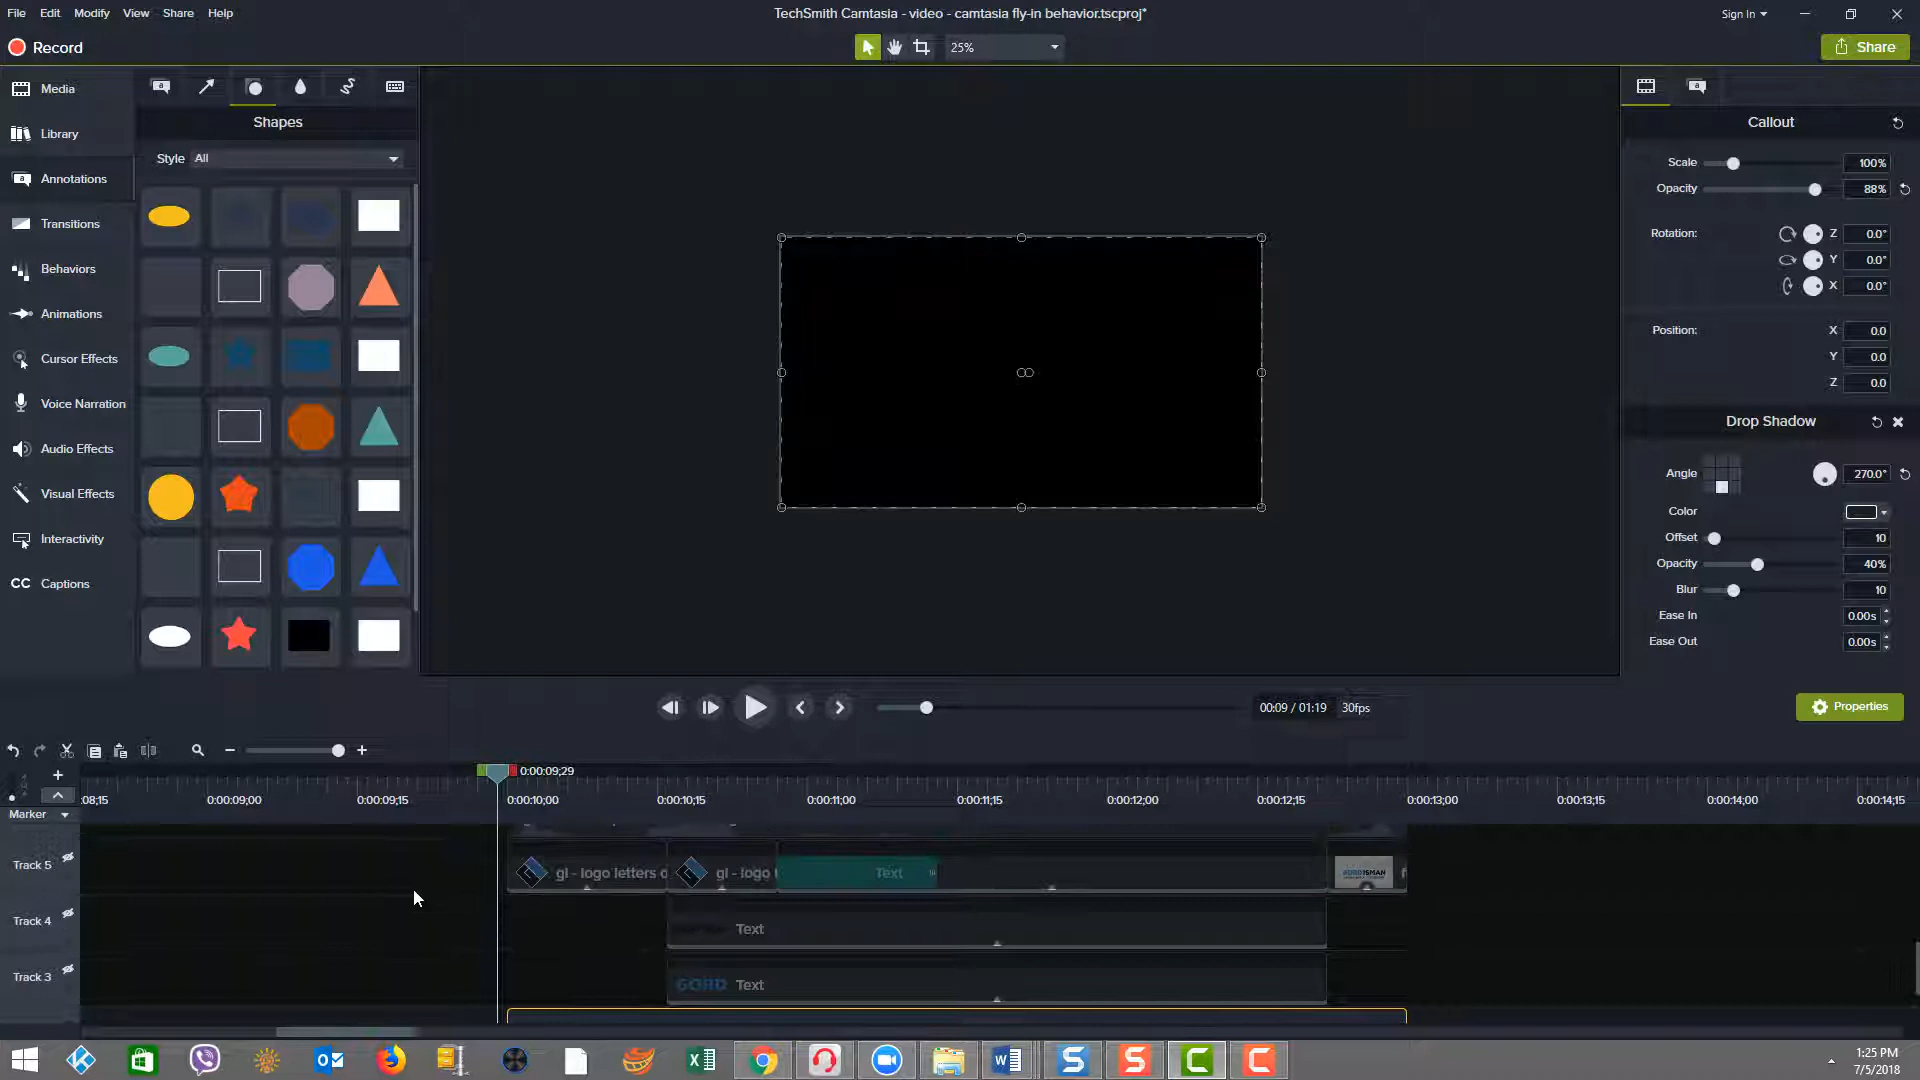 File Edit Modify View Share Help
TechSmith Camtasia - video - camtasia fly-in behavior.tscproj*
Sign In
Record
25%
Share
Media
Library
Annotations
Transitions
Behaviors
Animations
Cursor Effects
Voice Narration
Audio Effects
Visual Effects
Interactivity
CC Captions
Shapes
Style All
Callout
Scale 100%
Opacity 88%
Rotation: Z 0.0°
Y 0.0°
X 0.0°
Position: X 0.0
Y 0.0
Z 0.0
Drop Shadow
Angle 270.0°
Color
Offset 10
Opacity 40%
Blur 10
Ease In 0.00s
Ease Out 0.00s
Properties
00:09 / 01:19 30fps
0:00:09;29
:08;15 0:00:09;00 0:00:09;15 0:00:10;00 0:00:10;15 0:00:11;00 0:00:11;15 0:00:12;00 0:00:12;15 0:00:13;00 0:00:13;15 0:00:14;00 0:00:14;15
Marker
Track 5
gl - logo letters gl - logo Text
Track 4
Text
Track 3
GORD Text
1:25 PM
7/5/2018